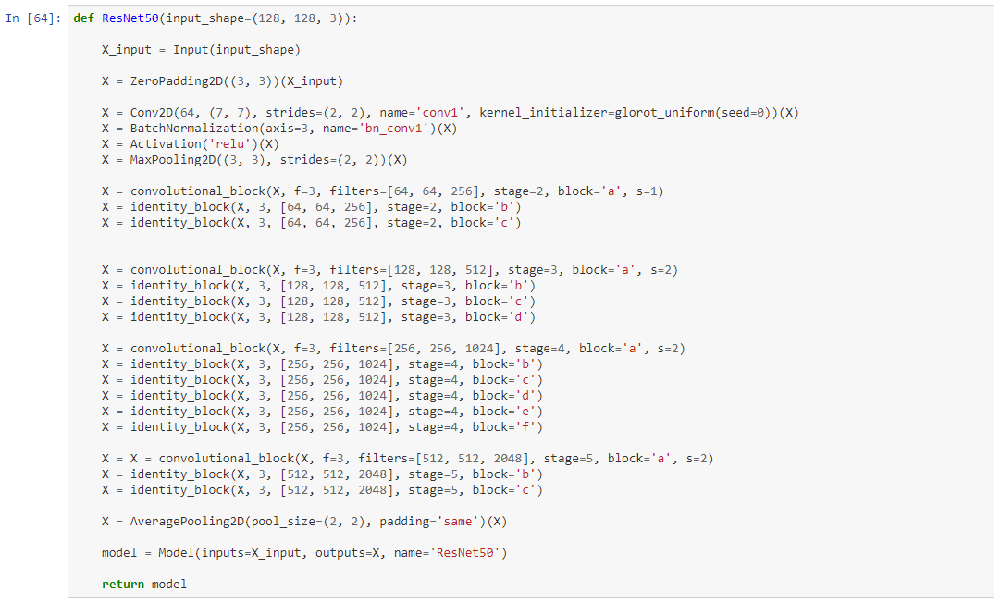 In [64]: def ResNet50(input_shape=(128, 128, 3)):
X_input = Input(input_shape)
X = ZeroPadding2D((3, 3))(X_input)
X = Conv2D(64, (7, 7), strides=(2, 2), name='conv1', kernel_initializer=glorot_uniform(seed=0))(X)
X = BatchNormalization(axis=3, name='bn_conv1')(X)
X = Activation('relu')(X)
X = MaxPooling2D((3, 3), strides=(2, 2))(X)
X = convolutional_block(X, f=3, filters=[64, 64, 256], stage=2, block='a', s=1)
X = identity_block(X, 3, [64, 64, 256], stage=2, block='b')
X = identity_block(X, 3, [64, 64, 256], stage=2, block='c')
X = convolutional_block(X, f=3, filters=[128, 128, 512], stage=3, block='a', s=2)
X = identity_block(X, 3, [128, 128, 512], stage=3, block='b')
X = identity_block(X, 3, [128, 128, 512], stage=3, block='c')
X = identity_block(X, 3, [128, 128, 512], stage=3, block='d')
X = convolutional_block(X, f=3, filters=[256, 256, 1024], stage=4, block='a', s=2)
X = identity_block(X, 3, [256, 256, 1024], stage=4, block='b')
X = identity_block(X, 3, [256, 256, 1024], stage=4, block='c')
X = identity_block(X, 3, [256, 256, 1024], stage=4, block='d')
X = identity_block(X, 3, [256, 256, 1024], stage=4, block='e')
X = identity_block(X, 3, [256, 256, 1024], stage=4, block='f')
X = X = convolutional_block(X, f=3, filters=[512, 512, 2048], stage=5, block='a', s=2)
X = identity_block(X, 3, [512, 512, 2048], stage=5, block='b')
X = identity_block(X, 3, [512, 512, 2048], stage=5, block='c')
X = AveragePooling2D(pool_size=(2, 2), padding='same')(X)
model = Model(inputs=X_input, outputs=X, name='ResNet50')
return model